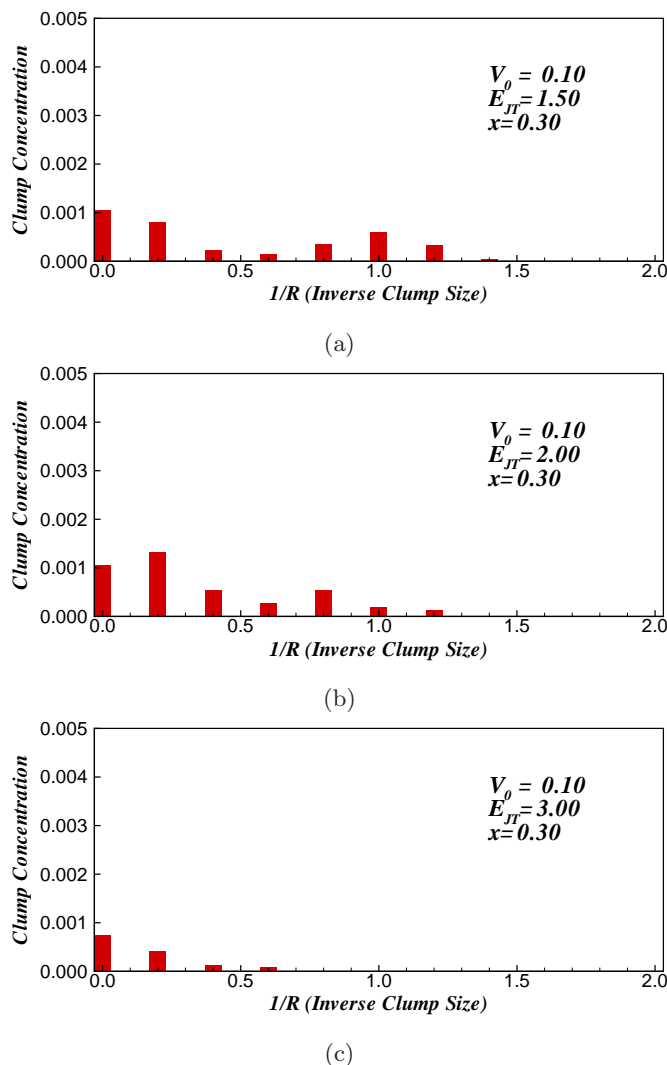 0.005
0.004
0.003
0.002
0.001
0.000
Clump Concentration
V0 = 0.10
EJT=1.50
x=0.30
0.0 0.5 1.0 1.5 2.0
1/R (Inverse Clump Size)
(a)
0.005
0.004
0.003
0.002
0.001
0.000
Clump Concentration
V0 = 0.10
EJT=2.00
x=0.30
0.0 0.5 1.0 1.5 2.0
1/R (Inverse Clump Size)
(b)
0.005
0.004
0.003
0.002
0.001
0.000
Clump Concentration
V0 = 0.10
EJT=3.00
x=0.30
0.0 0.5 1.0 1.5 2.0
1/R (Inverse Clump Size)
(c)